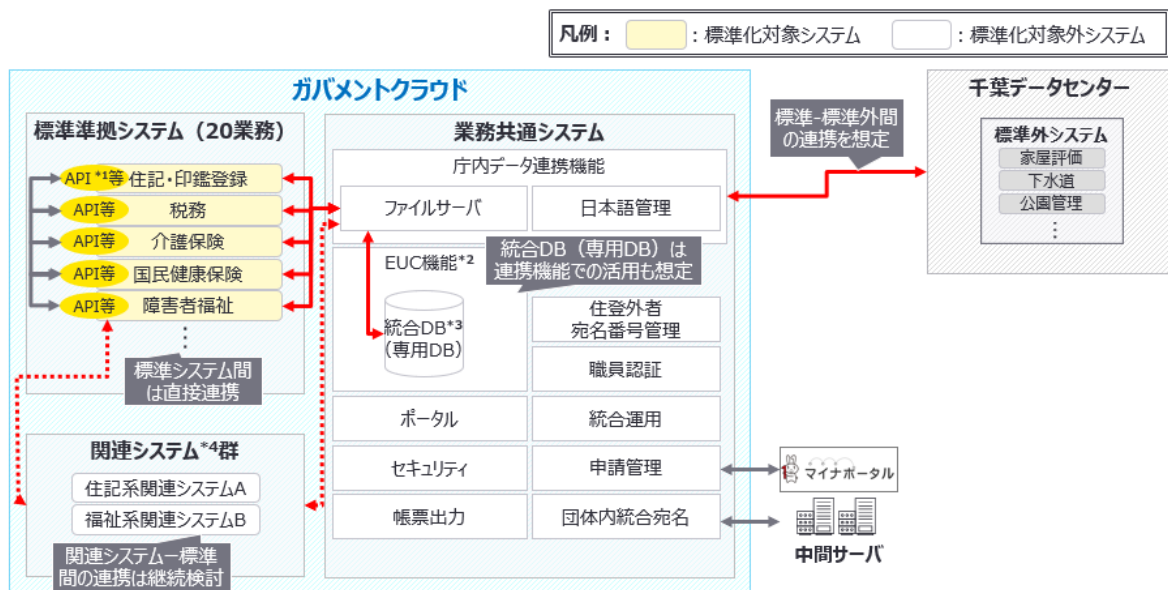 凡例： ：標準化対象システム ：標準化対象外システム
ガバメントクラウド
標準準拠システム（20業務）
API *1等 住記・印鑑登録
API等 税務
API等 介護保険
API等 国民健康保険
API等 障害者福祉
⋮
標準システム間
は直接連携
関連システム*4群
住記系関連システムA
福祉系関連システムB
関連システムー標準
間の連携は継続検討
業務共通システム
庁内データ連携機能
ファイルサーバ
日本語管理
EUC機能*2
統合DB（専用DB）は
連携機能での活用も想定
統合DB*3
（専用DB）
住登外者
宛名番号管理
職員認証
ポータル
統合運用
セキュリティ
申請管理
帳票出力
団体内統合宛名
標準-標準外間
の連携を想定
千葉データセンター
標準外システム
家屋評価
下水道
公園管理
⋮
マイナポータル
中間サーバ